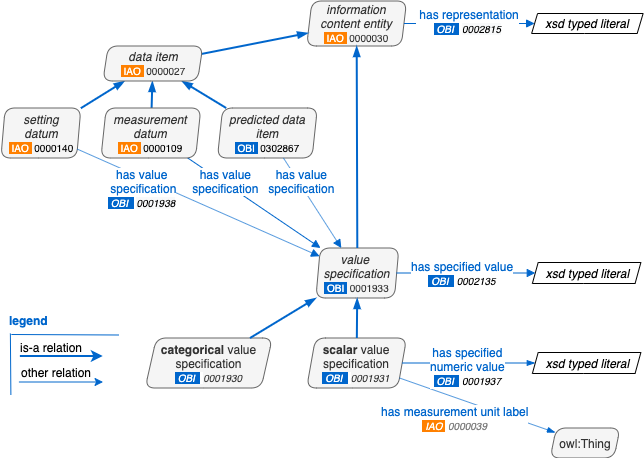 information
content entity
IAO 0000030
has representation
OBI 0002815
xsd typed literal
data item
IAO 0000027
setting
datum
IAO 0000140
measurement
datum
IAO 0000109
predicted data
item
OBI 0302867
has value
specification
OBI 0001938
has value
specification
has value
specification
value
specification
OBI 0001933
has specified value
OBI 0002135
xsd typed literal
legend
is-a relation
other relation
categorical value
specification
OBI 0001930
scalar value
specification
OBI 0001931
has specified
numeric value
OBI 0001937
xsd typed literal
has measurement unit label
IAO 0000039
owl:Thing